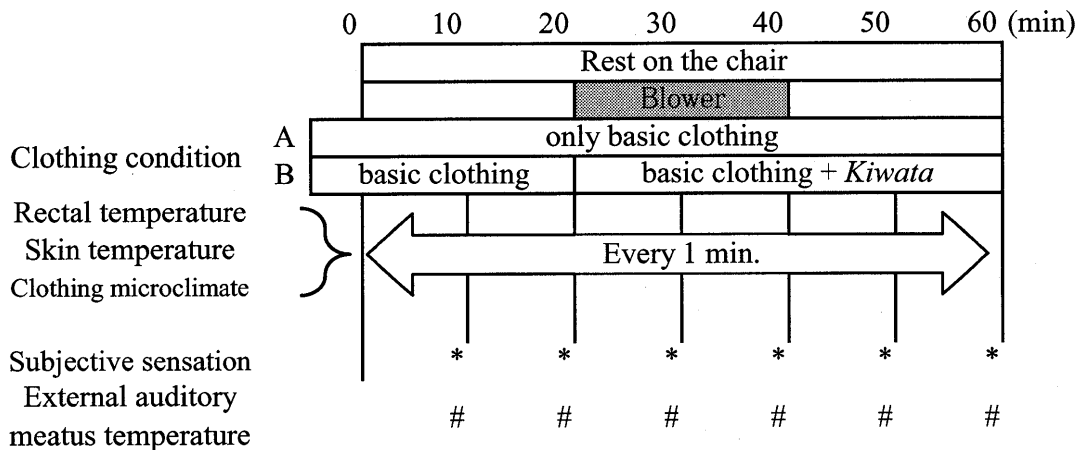 0 10 20 30 40 60 (min)
Rest on the chair
Blower
A only basic clothing
Clothing condition
B basic clothing basic clothing + Kiwata
Rectal temperature
Skin temperature
Every 1 min.
Clothing microclimate
Subjective sensation * * * * * *
External auditory
meatus temperature # # # # # #